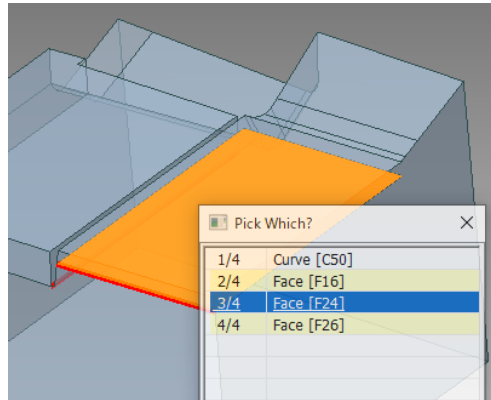 Pick Which?
1/4 Curve [C50]
2/4 Face [F16]
3/4 Face [F24]
4/4 Face [F26]